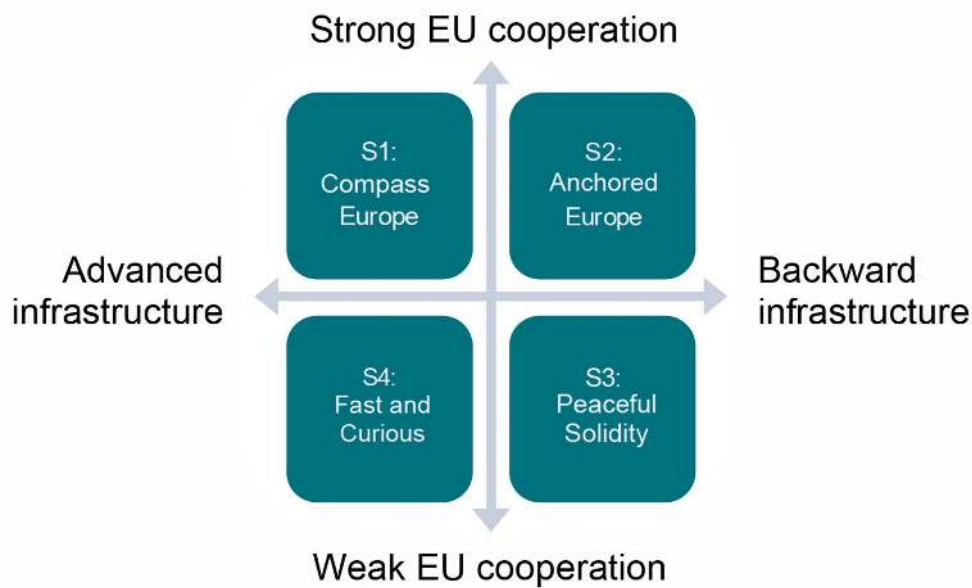 Strong EU cooperation
S1:
Compass
Europe
S2:
Anchored
Europe
Advanced
infrastructure
Backward
infrastructure
S4:
Fast and
Curious
S3:
Peaceful
Solidity
Weak EU cooperation